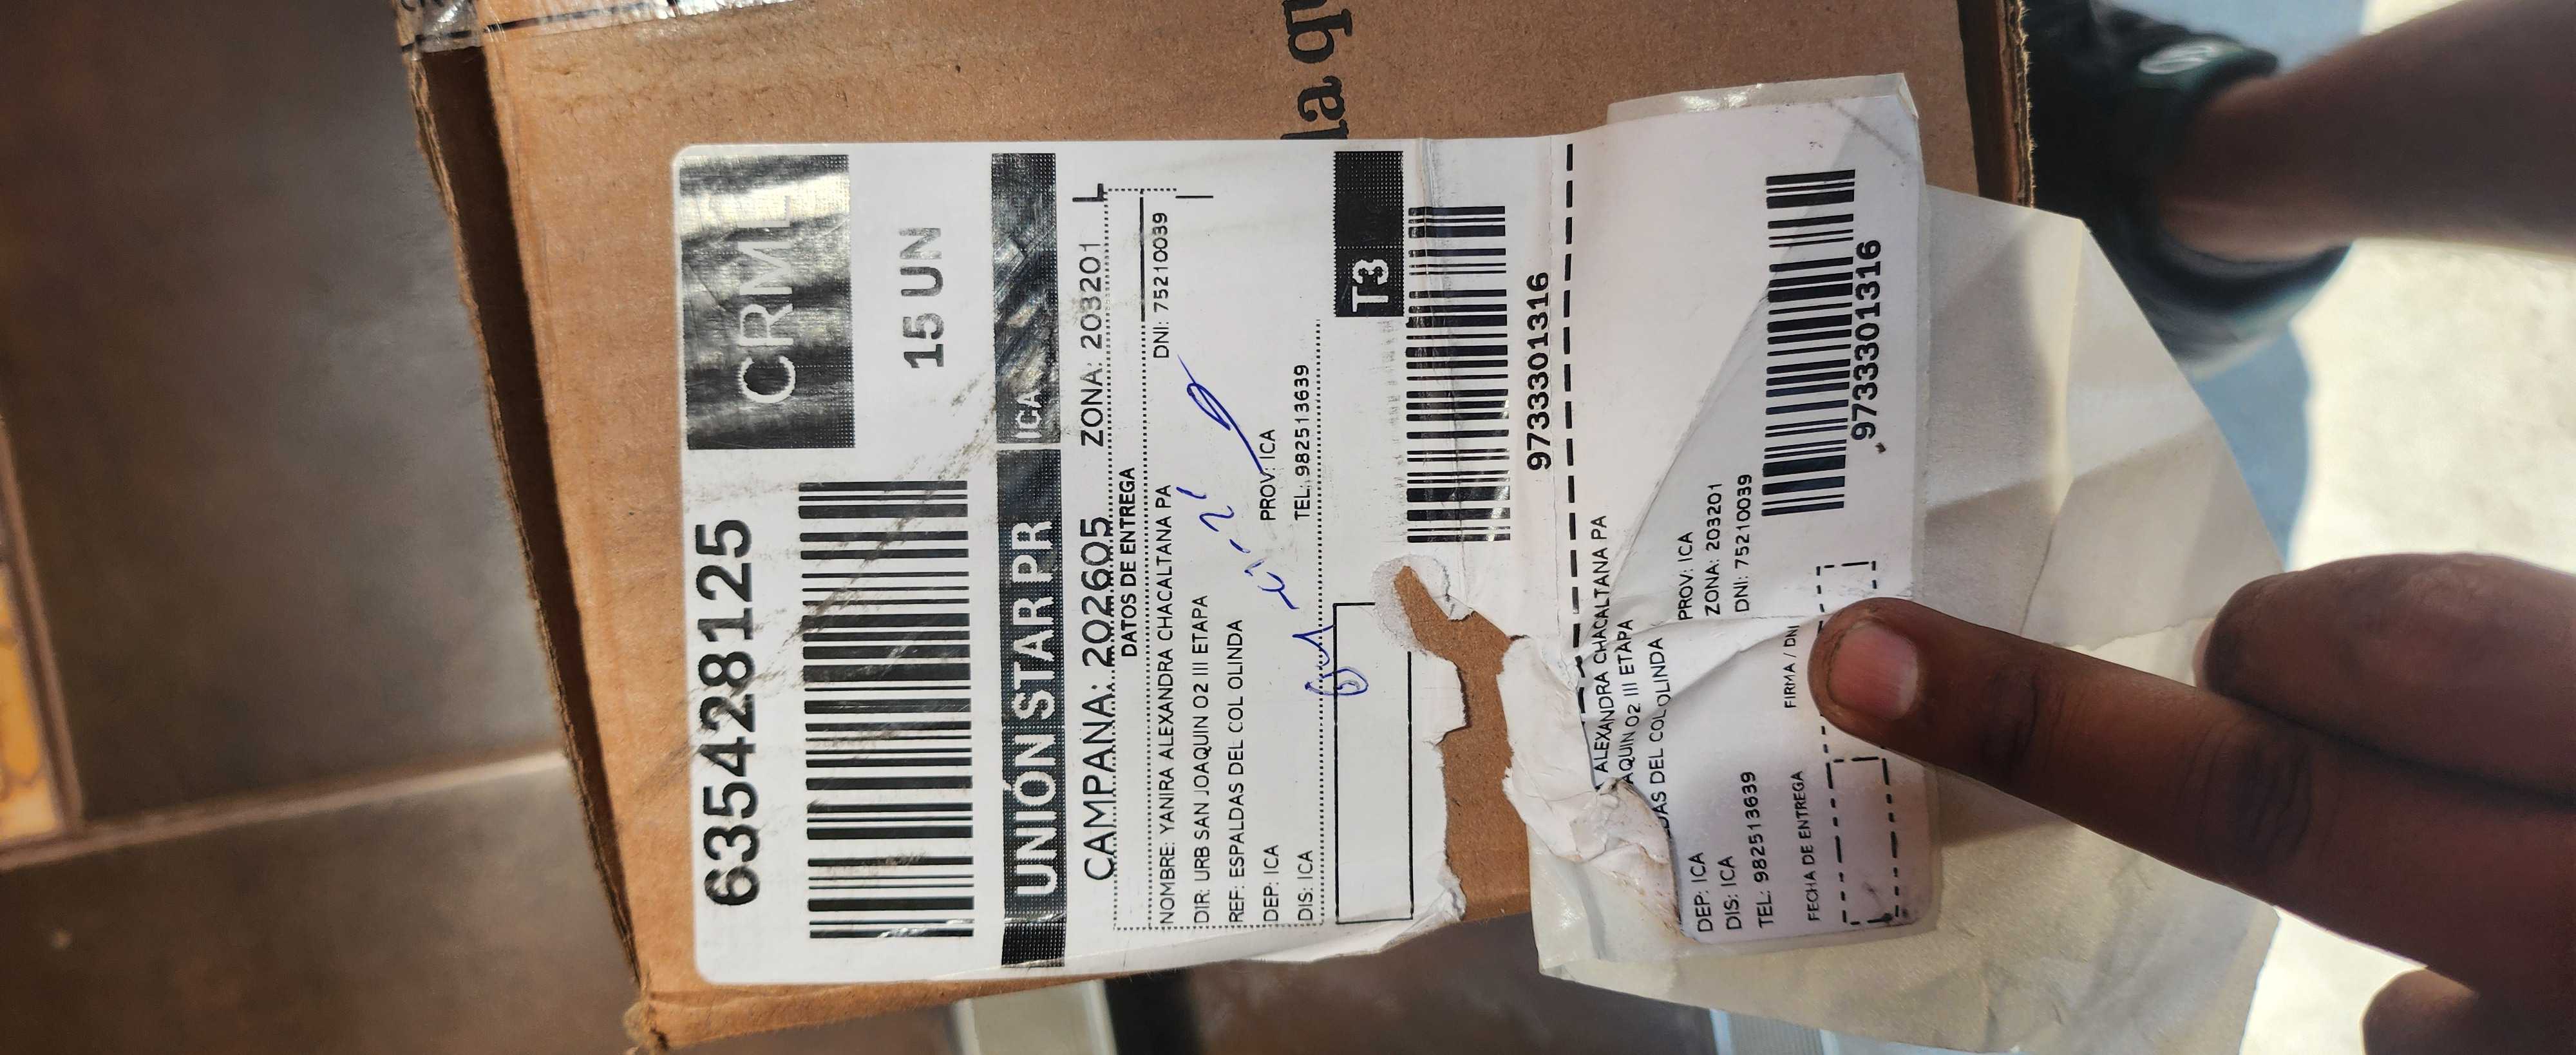 la qu
635428125
CRML
15 UN
UNIÓN STAR PR ICA
CAMPAÑA: 202605 ZONA: 203201
DATOS DE ENTREGA
NOMBRE: YANIRA ALEXANDRA CHACALTANA PA DNI: 75210039
DIR: URB SAN JOAQUIN O2 III ETAPA
REF: ESPALDAS DEL COL OLINDA
DEP: ICA PROV: ICA
DIS: ICA TEL: 982513639
T3
9733301316
ALEXANDRA CHACALTANA PA
AQUIN O2 III ETAPA
DAS DEL COL OLINDA
DEP: ICA PROV: ICA
DIS: ICA ZONA: 203201
TEL: 982513639 DNI: 75210039
FECHA DE ENTREGA FIRMA / DNI
9733301316